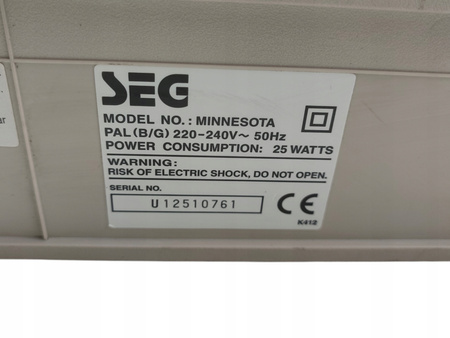 SEG
MODEL NO.: MINNESOTA
PAL(B/G) 220-240V~ 50Hz
POWER CONSUMPTION: 25 WATTS
WARNING:
RISK OF ELECTRIC SHOCK, DO NOT OPEN.
SERIAL NO.
U12510761
CE
K412